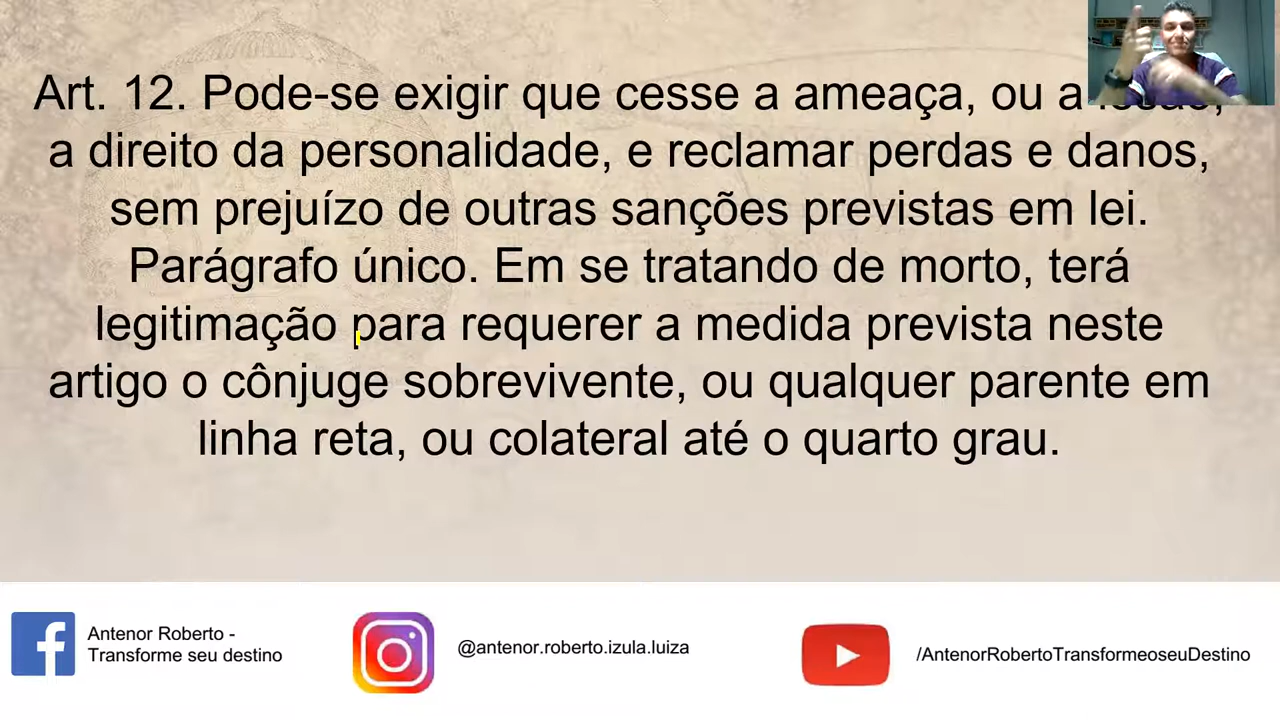 Art. 12. Pode-se exigir que cesse a ameaça, ou a
a direito da personalidade, e reclamar perdas e danos,
sem prejuízo de outras sanções previstas em lei.
Parágrafo único. Em se tratando de morto, terá
legitimação para requerer a medida prevista neste
artigo o cônjuge sobrevivente, ou qualquer parente em
linha reta, ou colateral até o quarto grau.
Antenor Roberto -
Transforme seu destino
@antenor.roberto.izula.luiza
/AntenorRobertoTransformeoseuDestino